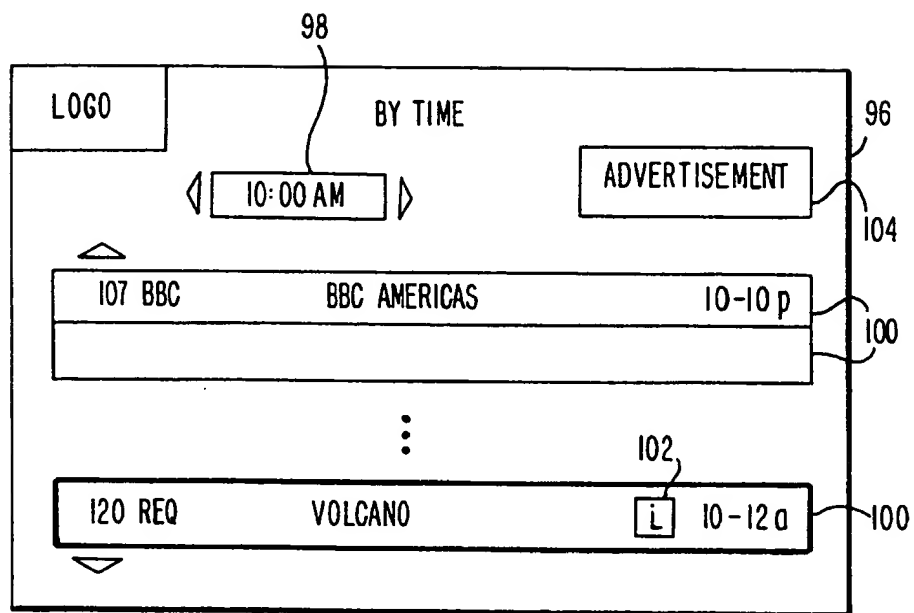 98
LOGO
BY TIME
96
10:00 AM
ADVERTISEMENT
104
107 BBC BBC AMERICAS 10-10 p
100
102
120 REQ VOLCANO i 10-12 a
100